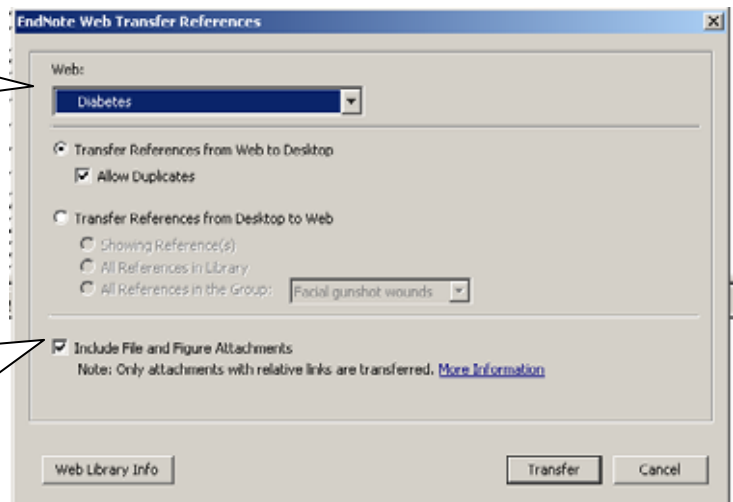 EndNote Web Transfer References
Web:
Diabetes
Transfer References from Web to Desktop
Allow Duplicates
Transfer References from Desktop to Web
Showing Reference(s)
All References in Library
All References in the Group: Facial gunshot wounds
Include File and Figure Attachments
Note: Only attachments with relative links are transferred. More Information
Web Library Info Transfer Cancel